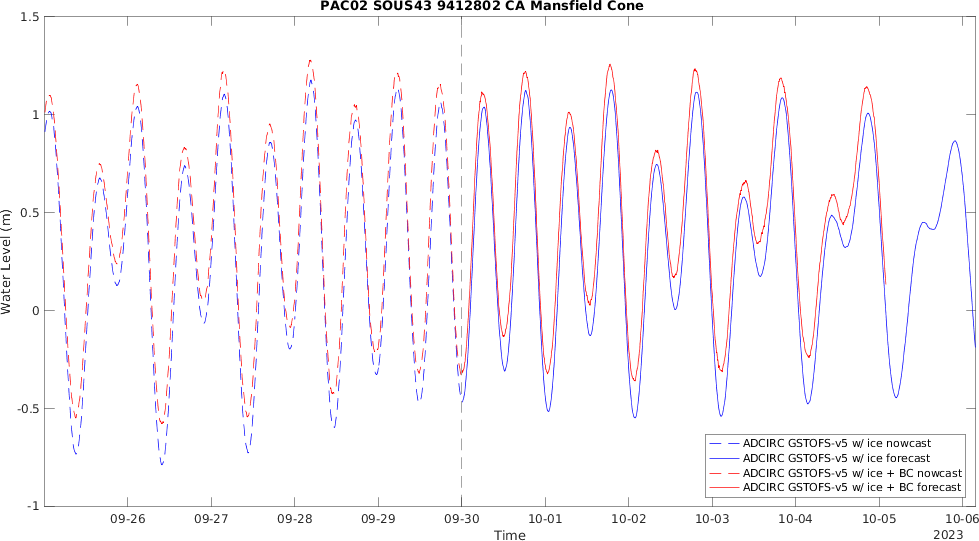 PAC02 SOUS43 9412802 CA Mansfield Cone
1.5
1
0.5
0
-0.5
-1
Water Level (m)
09-26 09-27 09-28 09-29 09-30 10-01 10-02 10-03 10-04 10-05 10-06
2023
Time
ADCIRC GSTOFS-v5 w/ ice nowcast
ADCIRC GSTOFS-v5 w/ ice forecast
ADCIRC GSTOFS-v5 w/ ice + BC nowcast
ADCIRC GSTOFS-v5 w/ ice + BC forecast